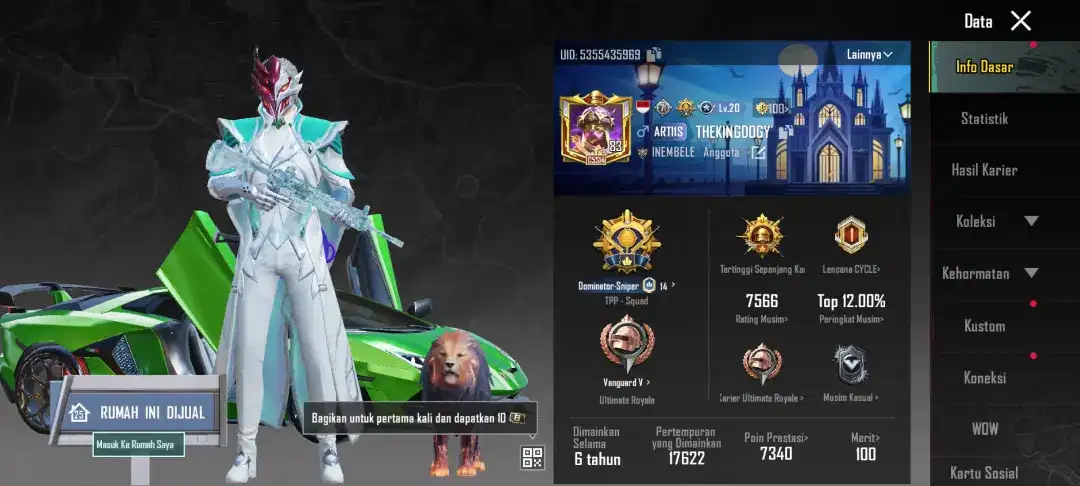 Data
UID: 5355435969
Lainnya
Info Dasar
Lv.20
100>
ARTIIS THEKINGDOGY
83
CSS14
INEMBELE Anggota
Statistik
Hasil Karier
Koleksi
Kehormatan
Kustom
Koneksi
WOW
Kartu Sosial
Dominator-Sniper 14 >
TPP - Squad
Tertinggi Sepanjang Kar
Lencana CYCLE>
7566
Rating Musim>
Top 12.00%
Peringkat Musim>
Vanguard V >
Ultimate Royale
Karier Ultimate Royale >
Musim Kasual >
Dimainkan Selama
6 tahun
Pertempuran yang Dimainkan
17622
Poin Prestasi>
7340
Merit>
100
25
RUMAH INI DIJUAL
Masuk Ke Rumah Saya
Bagikan untuk pertama kali dan dapatkan 10